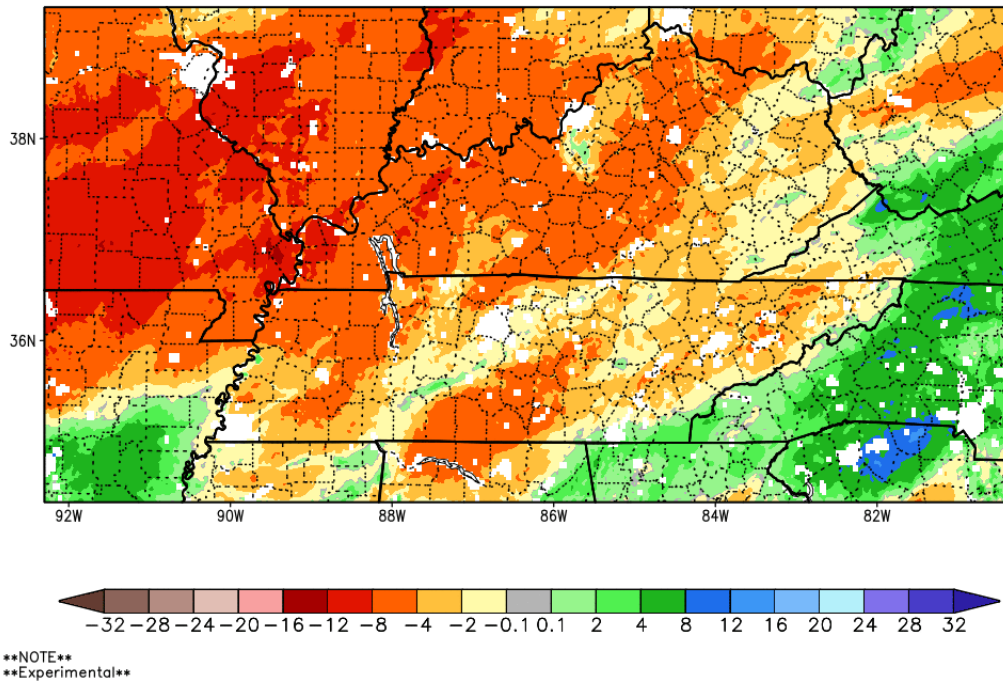 38N
36N
92W 90W 88W 86W 84W 82W
−32 −28 −24 −20 −16 −12 −8 −4 −2 −0.1 0.1 2 4 8 12 16 20 24 28 32
**NOTE**
**Experimental**